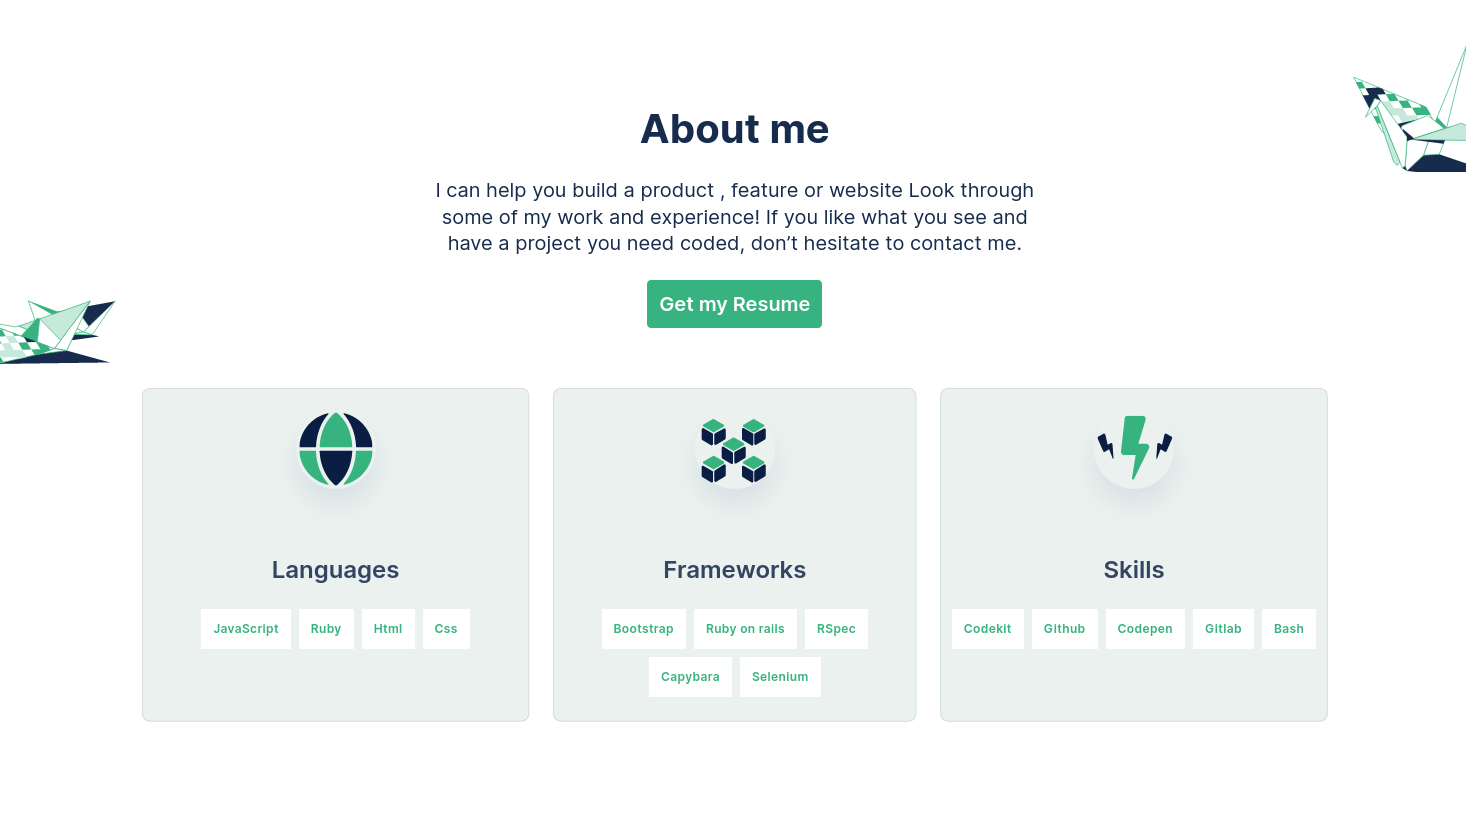 About me
I can help you build a product , feature or website Look through
some of my work and experience! If you like what you see and
have a project you need coded, don’t hesitate to contact me.
Get my Resume
Languages
JavaScript Ruby Html Css
Frameworks
Bootstrap Ruby on rails RSpec
Capybara Selenium
Skills
Codekit Github Codepen Gitlab Bash